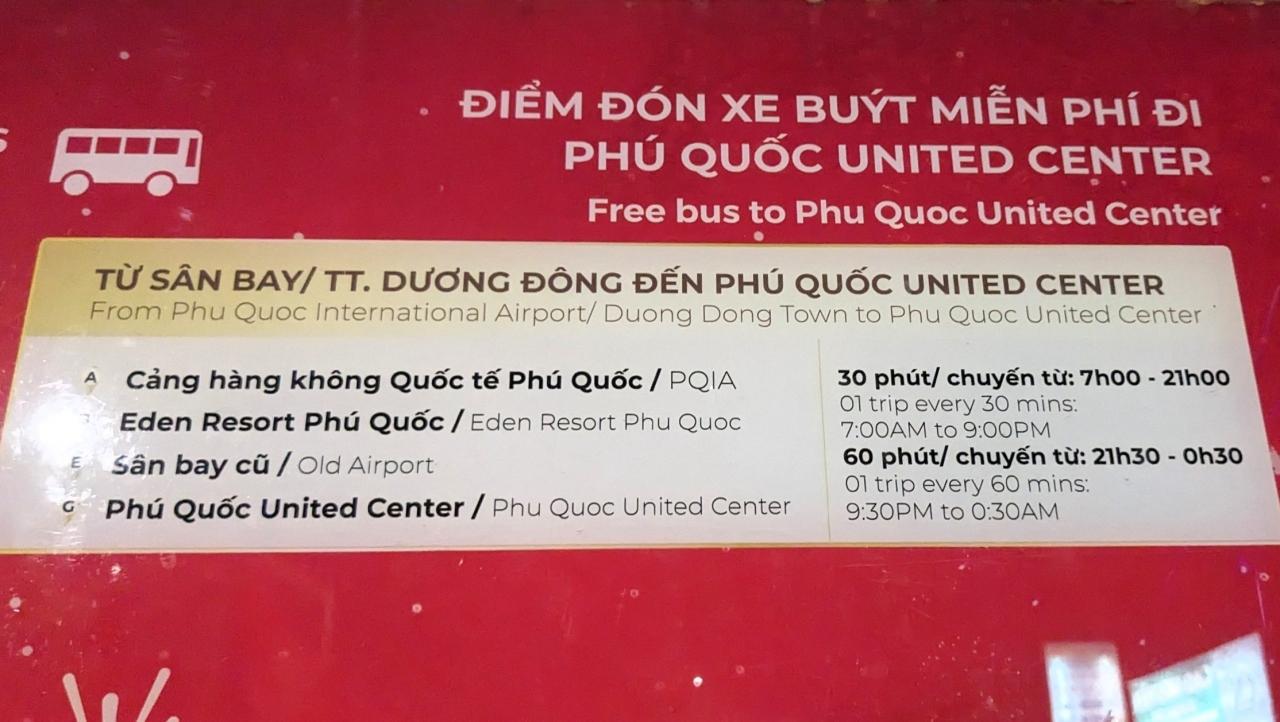 S
ĐIỂM ĐÓN XE BUÝT MIỄN PHÍ ĐI
PHÚ QUỐC UNITED CENTER
Free bus to Phu Quoc United Center
TỪ SÂN BAY/ TT. DƯƠNG ĐÔNG ĐẾN PHÚ QUỐC UNITED CENTER
From Phu Quoc International Airport/ Duong Dong Town to Phu Quoc United Center
A Cảng hàng không Quốc tế Phú Quốc / PQIA
Eden Resort Phú Quốc / Eden Resort Phu Quoc
E Sân bay cũ / Old Airport
G Phú Quốc United Center / Phu Quoc United Center
30 phút/ chuyến từ: 7h00 - 21h00
01 trip every 30 mins:
7:00AM to 9:00PM
60 phút/ chuyến từ: 21h30 - 0h30
01 trip every 60 mins:
9:30PM to 0:30AM